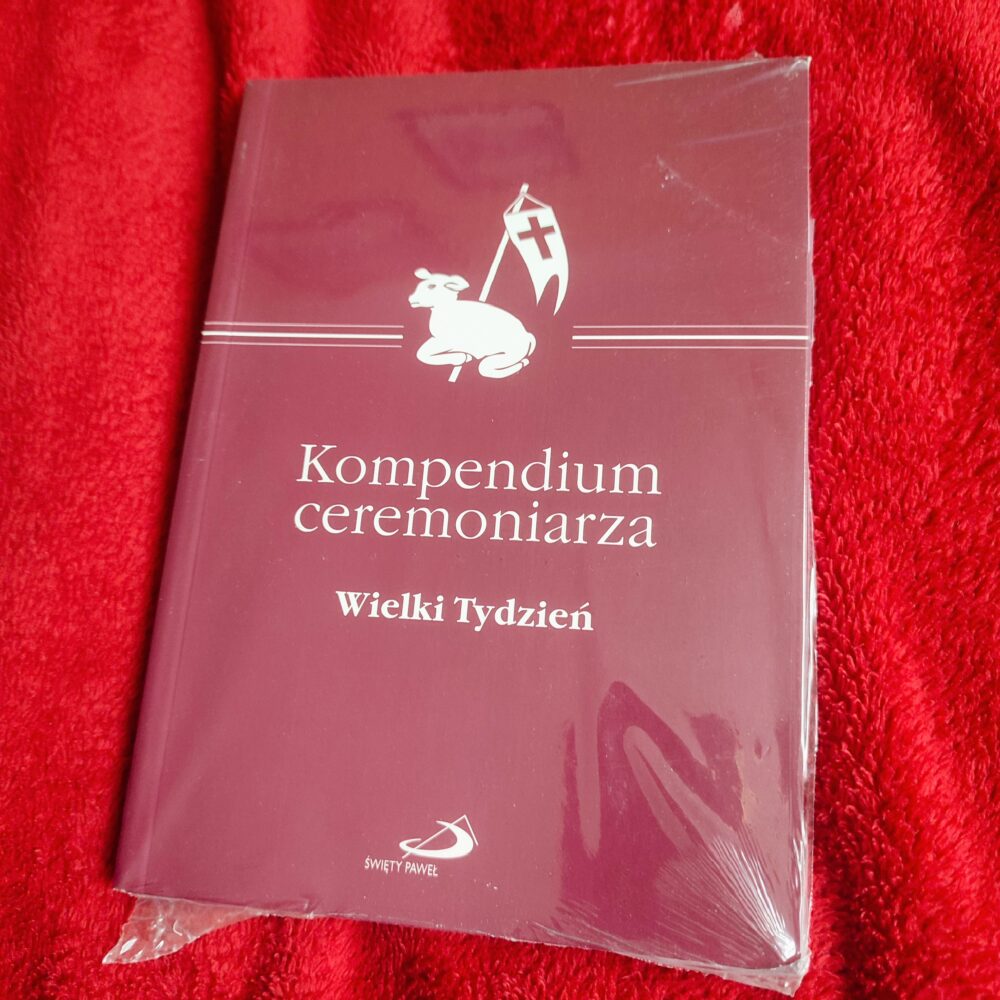 Kompendium
ceremoniarza
Wielki Tydzień
ŚWIĘTY PAWEŁ